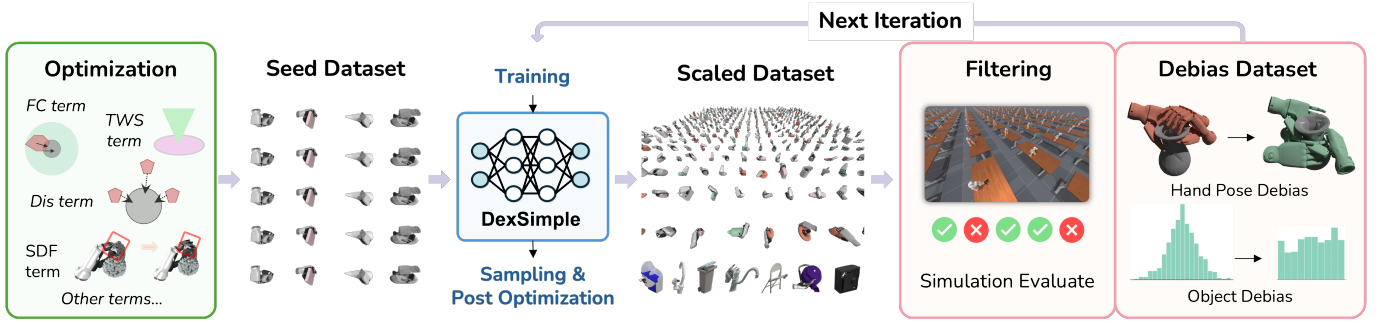 Next Iteration
Optimization
FC term
TWS
term
Dis term
SDF
term
Other terms...
Seed Dataset
Training
DexSimple
Sampling &
Post Optimization
Scaled Dataset
Filtering
Simulation Evaluate
Debias Dataset
Hand Pose Debias
Object Debias